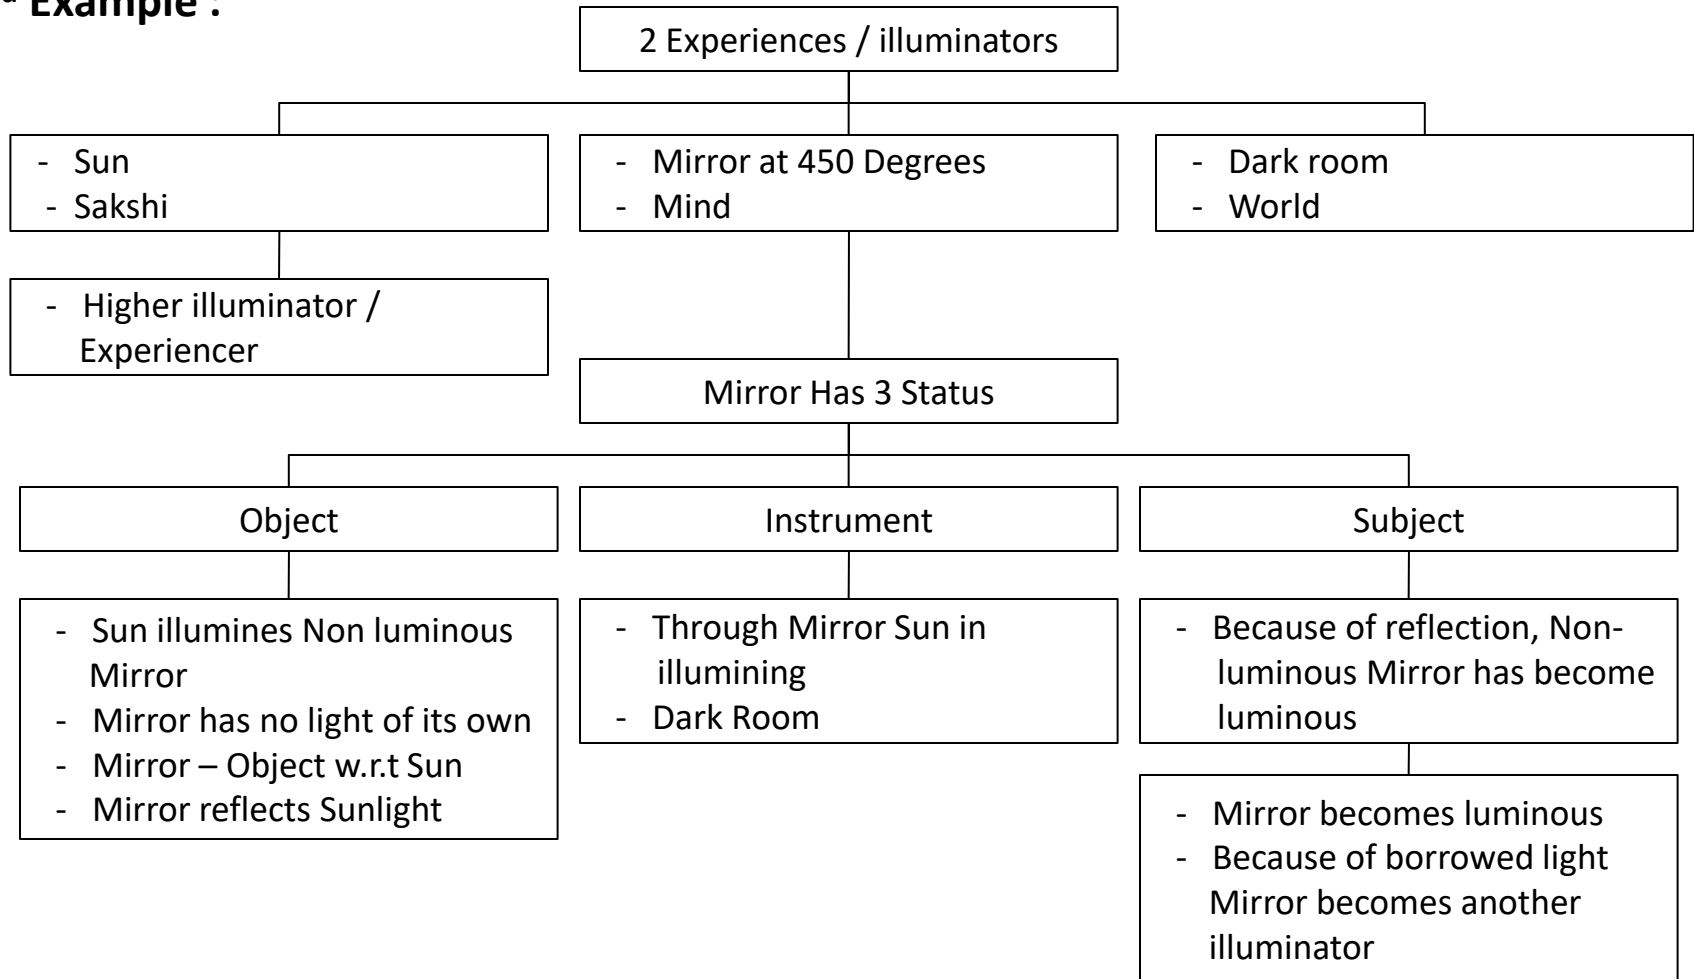 Example :
2 Experiences / illuminators
- Sun
- Sakshi
- Mirror at 450 Degrees
- Mind
- Dark room
- World
- Higher illuminator /
Experiencer
Mirror Has 3 Status
Object
Instrument
Subject
- Sun illumines Non luminous
Mirror
- Mirror has no light of its own
- Mirror – Object w.r.t Sun
- Mirror reflects Sunlight
- Through Mirror Sun in
illumining
- Dark Room
- Because of reflection, Non-
luminous Mirror has become
luminous
- Mirror becomes luminous
- Because of borrowed light
Mirror becomes another
illuminator